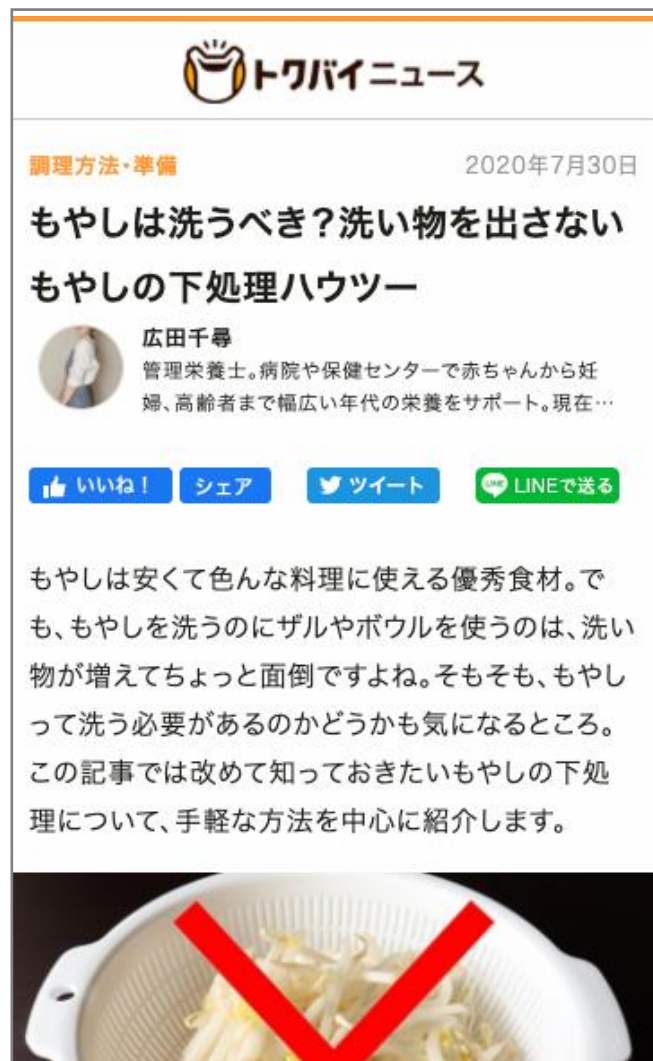 トクバイニュース
調理方法・準備
2020年7月30日
もやしは洗うべき?洗い物を出さない
もやしの下処理ハウツー
広田千尋
管理栄養士。病院や保健センターで赤ちゃんから妊
婦、高齢者まで幅広い年代の栄養をサポート。現在…
いいね!
シェア
ツイート
LINEで送る
もやしは安くて色んな料理に使える優秀食材。で
も、もやしを洗うのにザルやボウルを使うのは、洗い
物が増えてちょっと面倒ですよね。そもそも、もやし
って洗う必要があるのかどうかも気になるところ。
この記事では改めて知っておきたいもやしの下処
理について、手軽な方法を中心に紹介します。